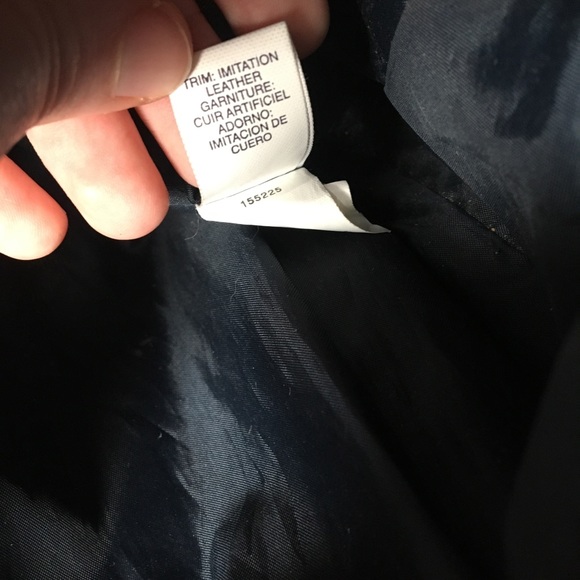 TRIM: IMITATION
LEATHER
GARNITURE:
CUIR ARTIFICIEL
ADORNO:
IMITACION DE
CUERO
155225